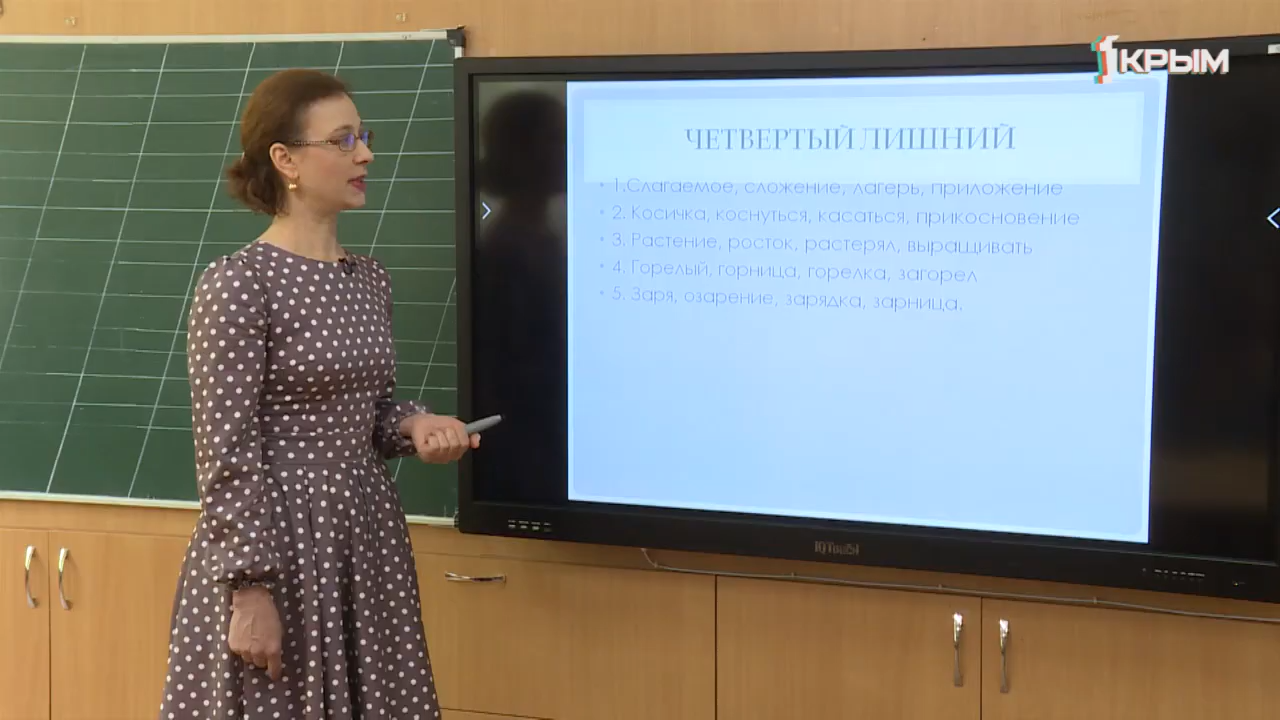 1КРЫМ
ЧЕТВЕРТЫЙ ЛИШНИЙ
• 1.Слагаемое, сложение, лагерь, приложение
• 2. Косичка, коснуться, касаться, прикосновение
• 3. Растение, росток, растерял, выращивать
• 4. Горелый, горница, горелка, загорел
• 5. Заря, озарение, зарядка, зарница.
IQTouch